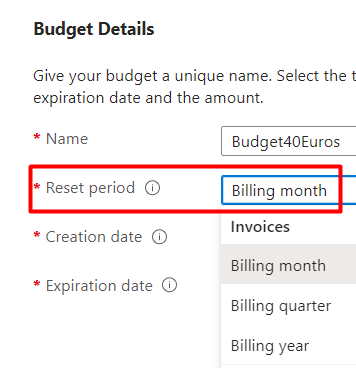 Budget Details
Give your budget a unique name. Select the t
expiration date and the amount.
* Name
Budget40Euros
* Reset period
Billing month
Invoices
* Creation date
Billing month
* Expiration date
Billing quarter
Billing year